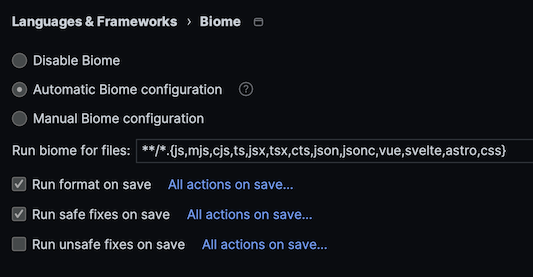 Languages & Frameworks › Biome
Disable Biome
Automatic Biome configuration ?
Manual Biome configuration
Run biome for files: **/*.{js,mjs,cjs,ts,jsx,tsx,cts,json,jsonc,vue,svelte,astro,css}
Run format on save All actions on save...
Run safe fixes on save All actions on save...
Run unsafe fixes on save All actions on save...